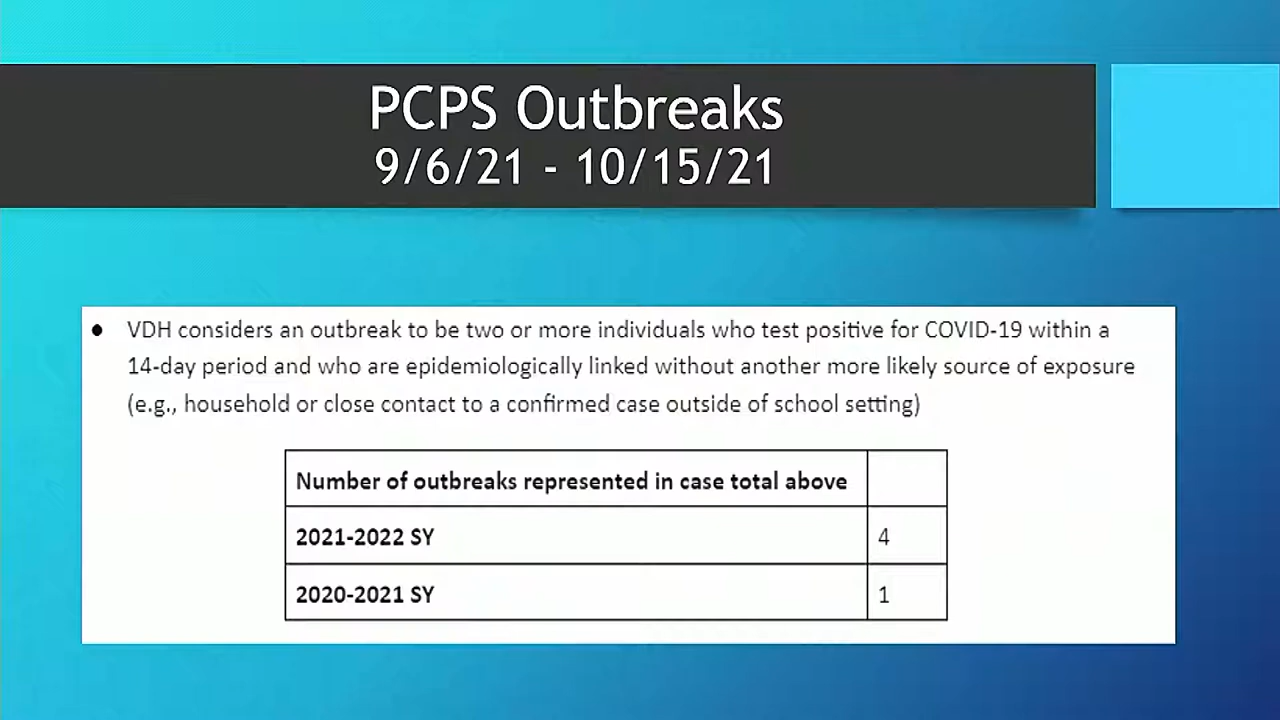 PCPS Outbreaks
9/6/21 - 10/15/21
● VDH considers an outbreak to be two or more individuals who test positive for COVID-19 within a
14-day period and who are epidemiologically linked without another more likely source of exposure
(e.g., household or close contact to a confirmed case outside of school setting)
Number of outbreaks represented in case total above
2021-2022 SY 4
2020-2021 SY 1